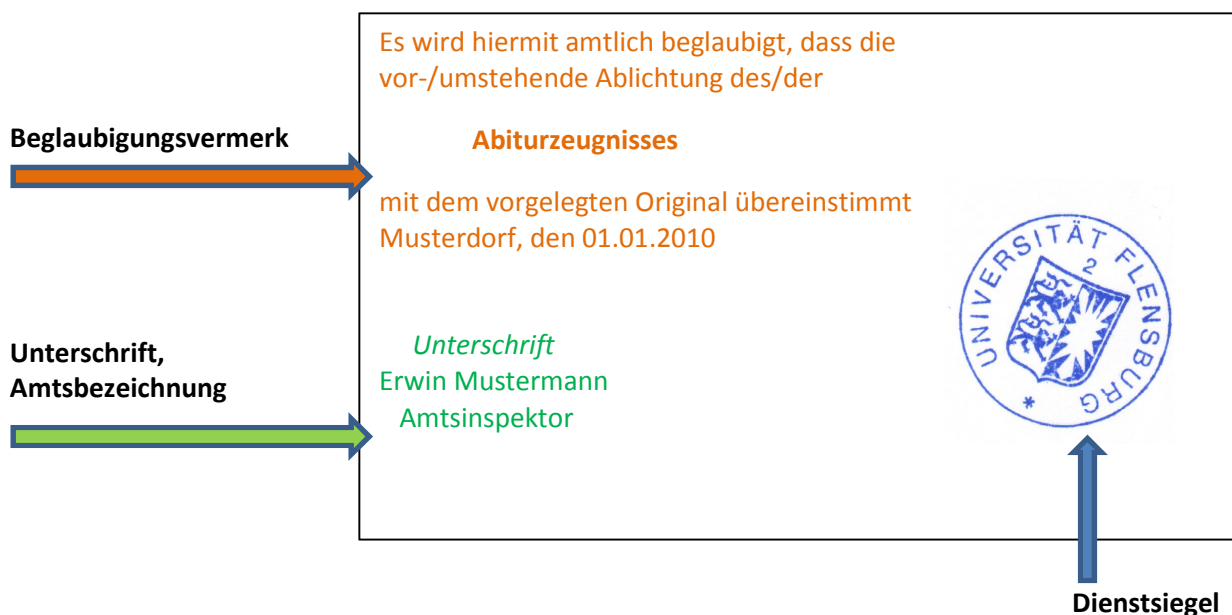 Es wird hiermit amtlich beglaubigt, dass die
vor-/umstehende Ablichtung des/der
Beglaubigungsvermerk
Abiturzeugnisses
mit dem vorgelegten Original übereinstimmt
Musterdorf, den 01.01.2010
UNIVERSITÄT FLENSBURG *
2
Unterschrift,
Amtsbezeichnung
Unterschrift
Erwin Mustermann
Amtsinspektor
Dienstsiegel